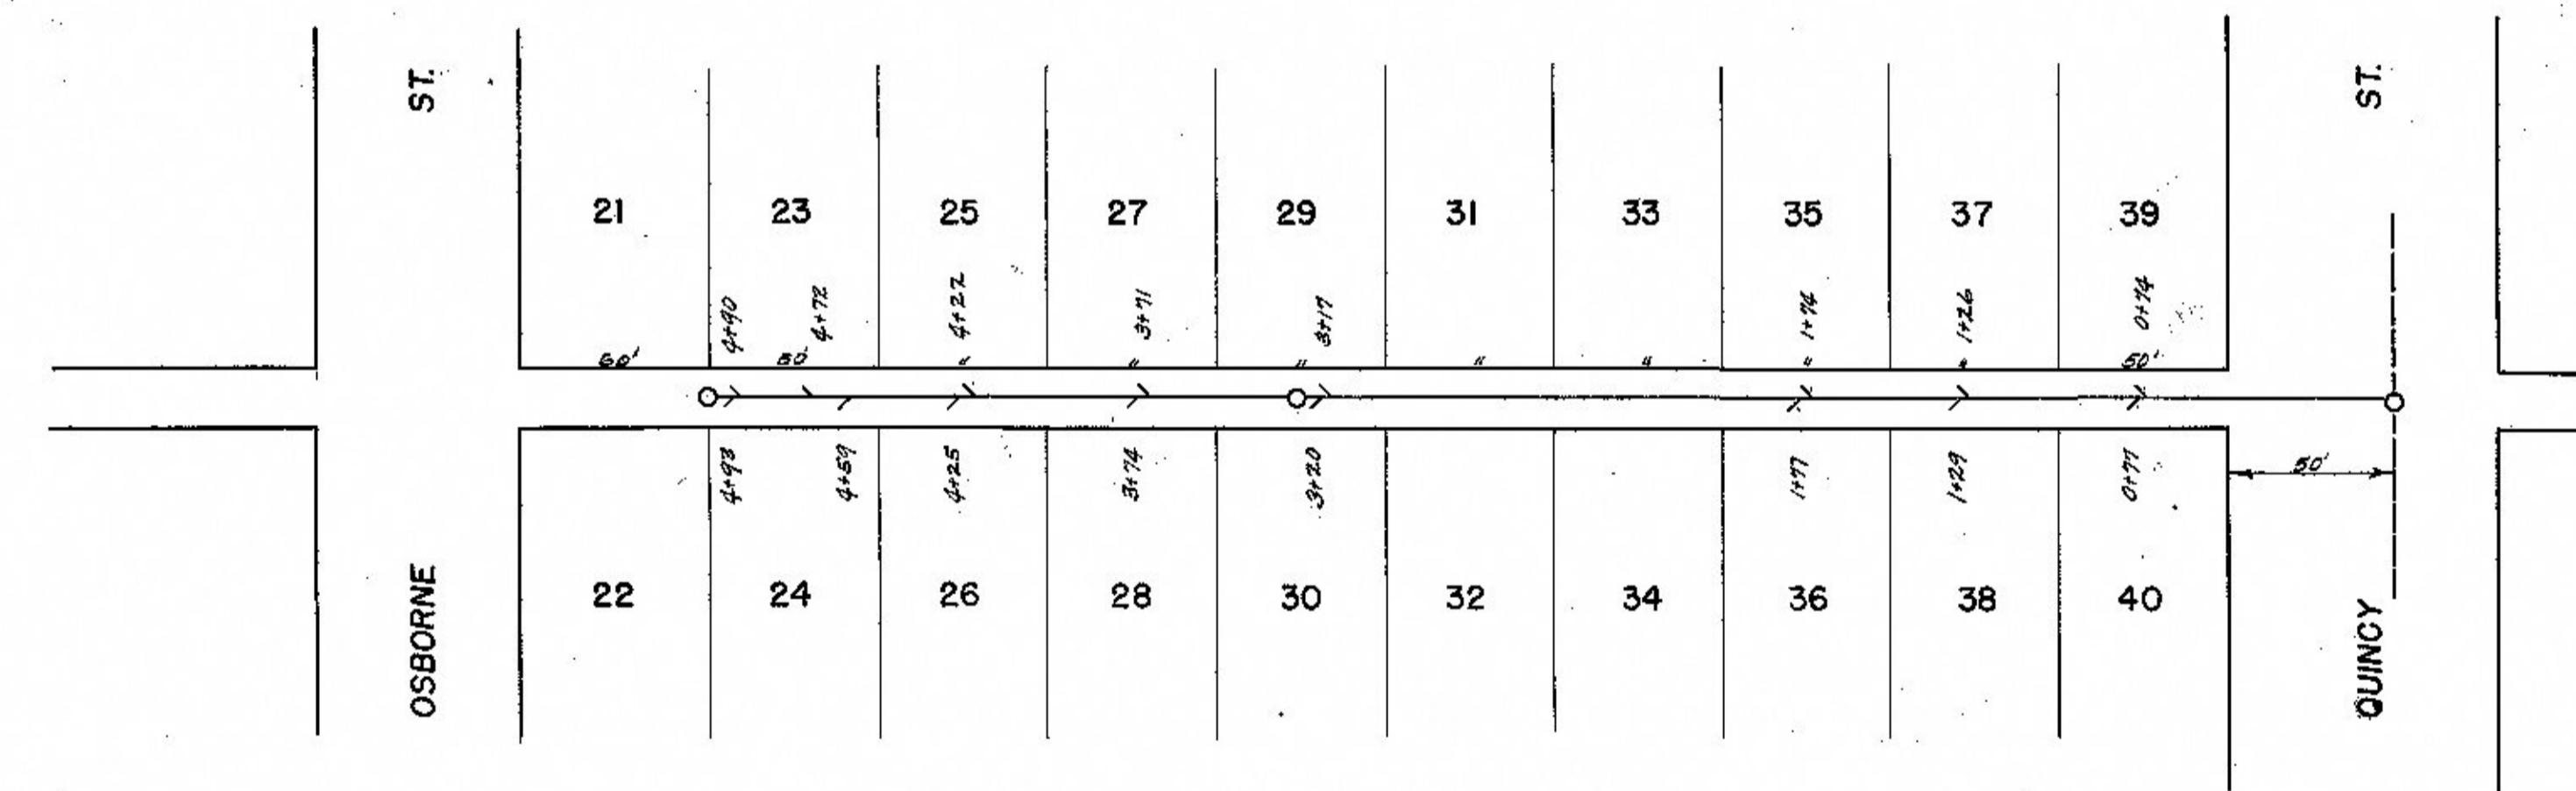 ST.
ST.
21 23 25 27 29 31 33 35 37 39
4+90 4+72 4+22 3+71 3+17 1+74 1+26 0+74
60' 50' " " " " " " " 50'
4+93 4+59 4+25 3+74 3+20 1+77 1+29 0+77
50'
22 24 26 28 30 32 34 36 38 40
OSBORNE
QUINCY